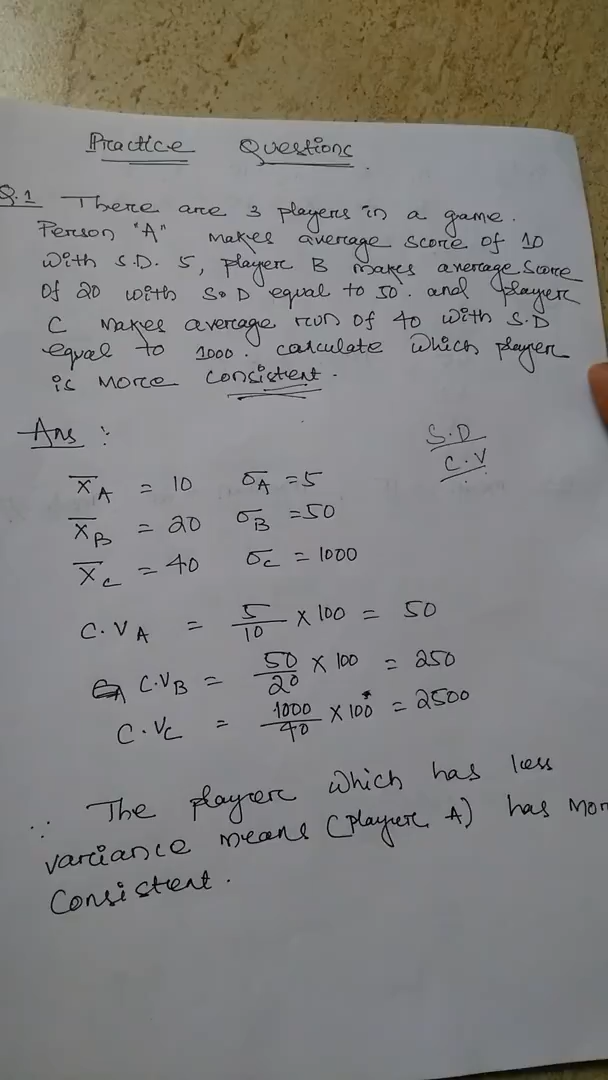 Practice Questions
Q.1 There are 3 players in a game.
Person "A" makes average score of 10
with S.D. 5, player B makes average score
of 20 with S.D equal to 50. and player
C makes average run of 40 with S.D
equal to 1000. calculate which player
is more consistent.
Ans :
S.D
C.V
x̄A = 10 σA = 5
x̄B = 20 σB = 50
x̄c = 40 σc = 1000
C.VA = 5/10 × 100 = 50
C.VB = 50/20 × 100 = 250
C.Vc = 1000/40 × 100 = 2500
∵ The player which has less
variance means (player A) has mor
consistent.